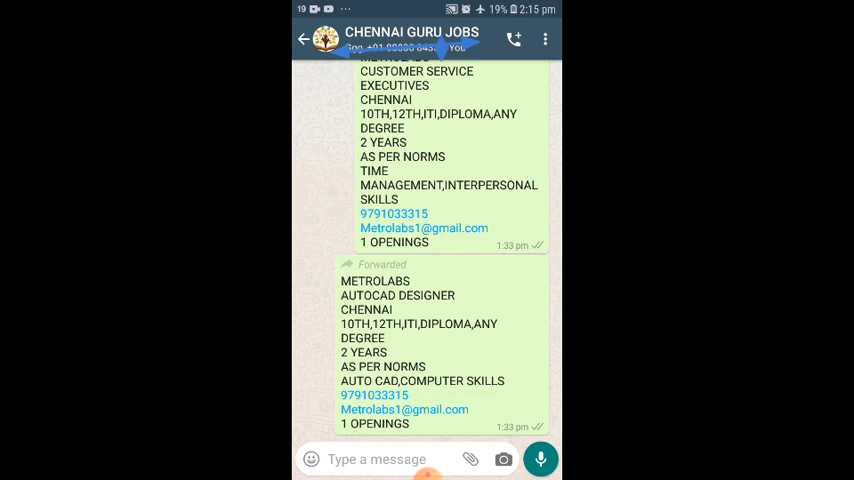 19 19% 2:15 pm
CHENNAI GURU JOBS
You
CUSTOMER SERVICE
EXECUTIVES
CHENNAI
10TH,12TH,ITI,DIPLOMA,ANY
DEGREE
2 YEARS
AS PER NORMS
TIME
MANAGEMENT,INTERPERSONAL
SKILLS
9791033315
Metrolabs1@gmail.com
1 OPENINGS
1:33 pm
Forwarded
METROLABS
AUTOCAD DESIGNER
CHENNAI
10TH,12TH,ITI,DIPLOMA,ANY
DEGREE
2 YEARS
AS PER NORMS
AUTO CAD,COMPUTER SKILLS
9791033315
Metrolabs1@gmail.com
1 OPENINGS
1:33 pm
Type a message